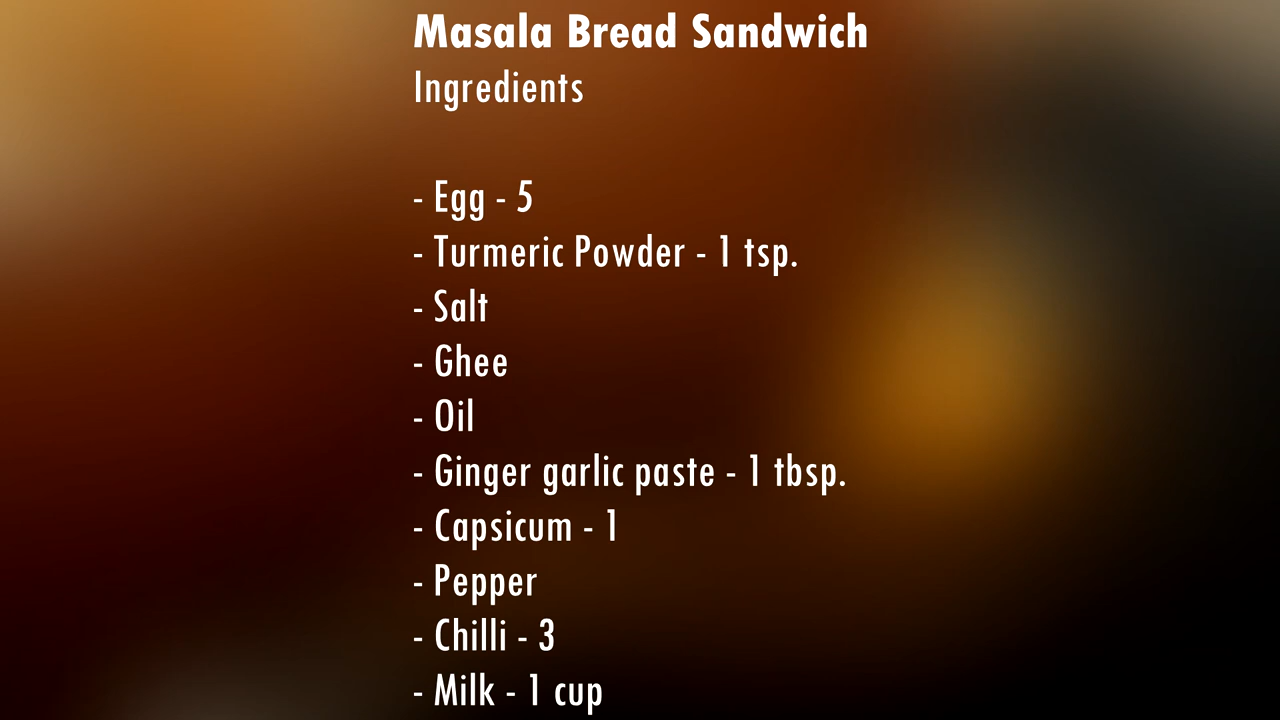 Masala Bread Sandwich
Ingredients
- Egg - 5
- Turmeric Powder - 1 tsp.
- Salt
- Ghee
- Oil
- Ginger garlic paste - 1 tbsp.
- Capsicum - 1
- Pepper
- Chilli - 3
- Milk - 1 cup